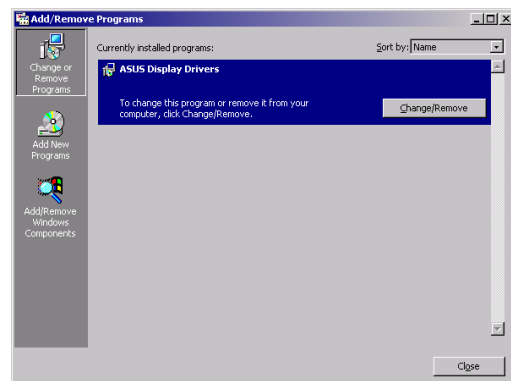 Add/Remove Programs
Change or
Remove
Programs
Add New
Programs
Add/Remove
Windows
Components
Currently installed programs:
Sort by: Name
ASUS Display Drivers
To change this program or remove it from your
computer, click Change/Remove.
Change/Remove
Close